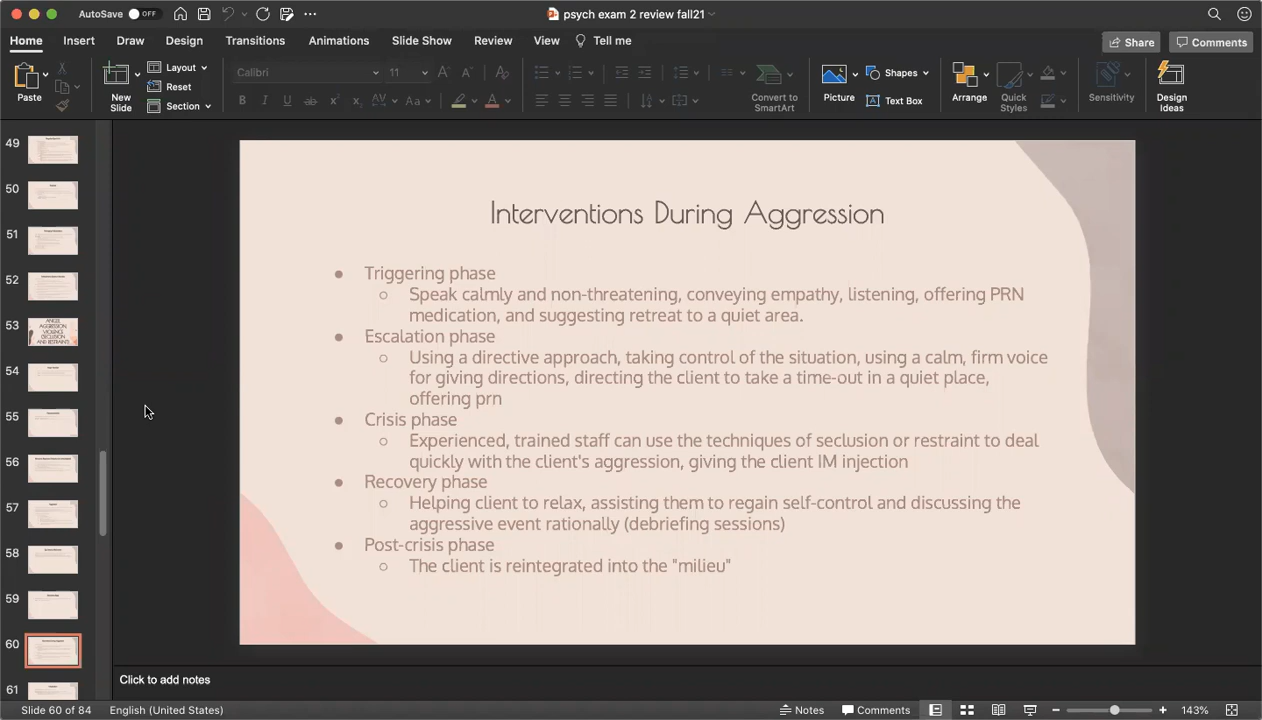 AutoSave OFF
psych exam 2 review fall21
Home Insert Draw Design Transitions Animations Slide Show Review View Tell me Share Comments
Paste
New Slide
Layout
Reset
Section
Calibri 11
Convert to SmartArt
Picture
Shapes
Text Box
Arrange
Quick Styles
Sensitivity
Design Ideas
49
50
51
52
53
ANGER, AGGRESSION, VIOLENCE, SECLUSION AND RESTRAINTS
54
55
56
57
58
59
60
61
Interventions During Aggression
● Triggering phase
○ Speak calmly and non-threatening, conveying empathy, listening, offering PRN
medication, and suggesting retreat to a quiet area.
● Escalation phase
○ Using a directive approach, taking control of the situation, using a calm, firm voice
for giving directions, directing the client to take a time-out in a quiet place,
offering prn
● Crisis phase
○ Experienced, trained staff can use the techniques of seclusion or restraint to deal
quickly with the client's aggression, giving the client IM injection
● Recovery phase
○ Helping client to relax, assisting them to regain self-control and discussing the
aggressive event rationally (debriefing sessions)
● Post-crisis phase
○ The client is reintegrated into the "milieu"
Click to add notes
Slide 60 of 84 English (United States) Notes Comments 143%